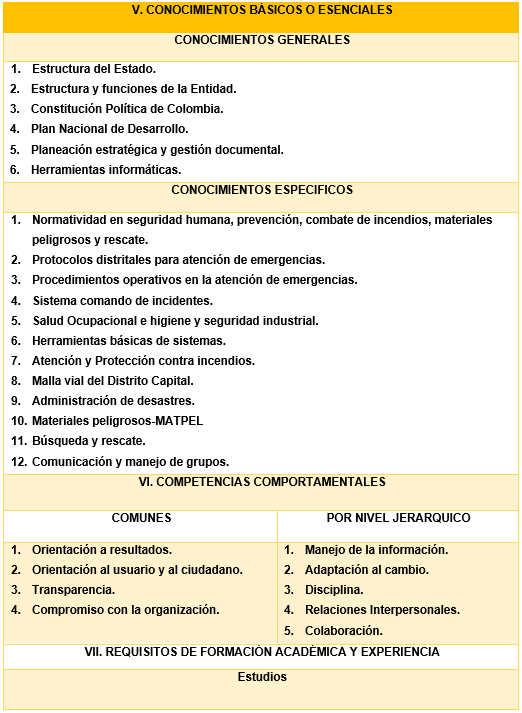 V. CONOCIMIENTOS BÁSICOS O ESENCIALES
CONOCIMIENTOS GENERALES
1. Estructura del Estado.
2. Estructura y funciones de la Entidad.
3. Constitución Política de Colombia.
4. Plan Nacional de Desarrollo.
5. Planeación estratégica y gestión documental.
6. Herramientas informáticas.
CONOCIMIENTOS ESPECIFICOS
1. Normatividad en seguridad humana, prevención, combate de incendios, materiales
peligrosos y rescate.
2. Protocolos distritales para atención de emergencias.
3. Procedimientos operativos en la atención de emergencias.
4. Sistema comando de incidentes.
5. Salud Ocupacional e higiene y seguridad industrial.
6. Herramientas básicas de sistemas.
7. Atención y Protección contra incendios.
8. Malla vial del Distrito Capital.
9. Administración de desastres.
10. Materiales peligrosos-MATPEL
11. Búsqueda y rescate.
12. Comunicación y manejo de grupos.
VI. COMPETENCIAS COMPORTAMENTALES
COMUNES
1. Orientación a resultados.
2. Orientación al usuario y al ciudadano.
3. Transparencia.
4. Compromiso con la organización.
POR NIVEL JERARQUICO
1. Manejo de la información.
2. Adaptación al cambio.
3. Disciplina.
4. Relaciones Interpersonales.
5. Colaboración.
VII. REQUISITOS DE FORMACIÓN ACADÉMICA Y EXPERIENCIA
Estudios